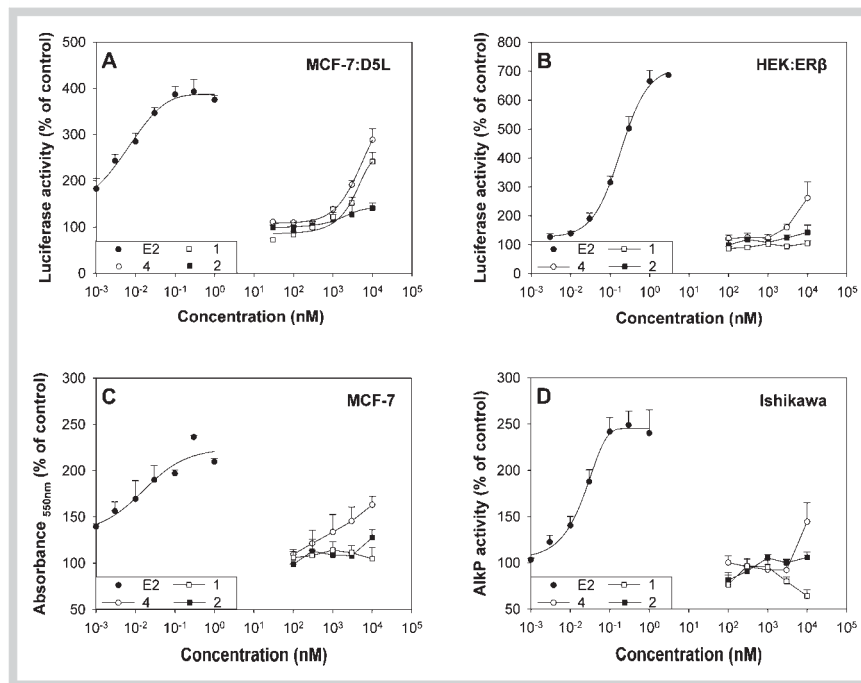 A
MCF-7:D5L
Luciferase activity (% of control)
500
400
300
200
100
0
E2
1
4
2
10⁻³ 10⁻² 10⁻¹ 10⁰ 10¹ 10² 10³ 10⁴ 10⁵
Concentration (nM)
B
HEK:ERβ
Luciferase activity (% of control)
800
700
600
500
400
300
200
100
0
E2
1
4
2
10⁻³ 10⁻² 10⁻¹ 10⁰ 10¹ 10² 10³ 10⁴ 10⁵
Concentration (nM)
C
MCF-7
Absorbance 550nm (% of control)
300
250
200
150
100
50
E2
1
4
2
10⁻³ 10⁻² 10⁻¹ 10⁰ 10¹ 10² 10³ 10⁴ 10⁵
Concentration (nM)
D
Ishikawa
AlkP activity (% of control)
300
250
200
150
100
50
E2
1
4
2
10⁻³ 10⁻² 10⁻¹ 10⁰ 10¹ 10² 10³ 10⁴ 10⁵
Concentration (nM)